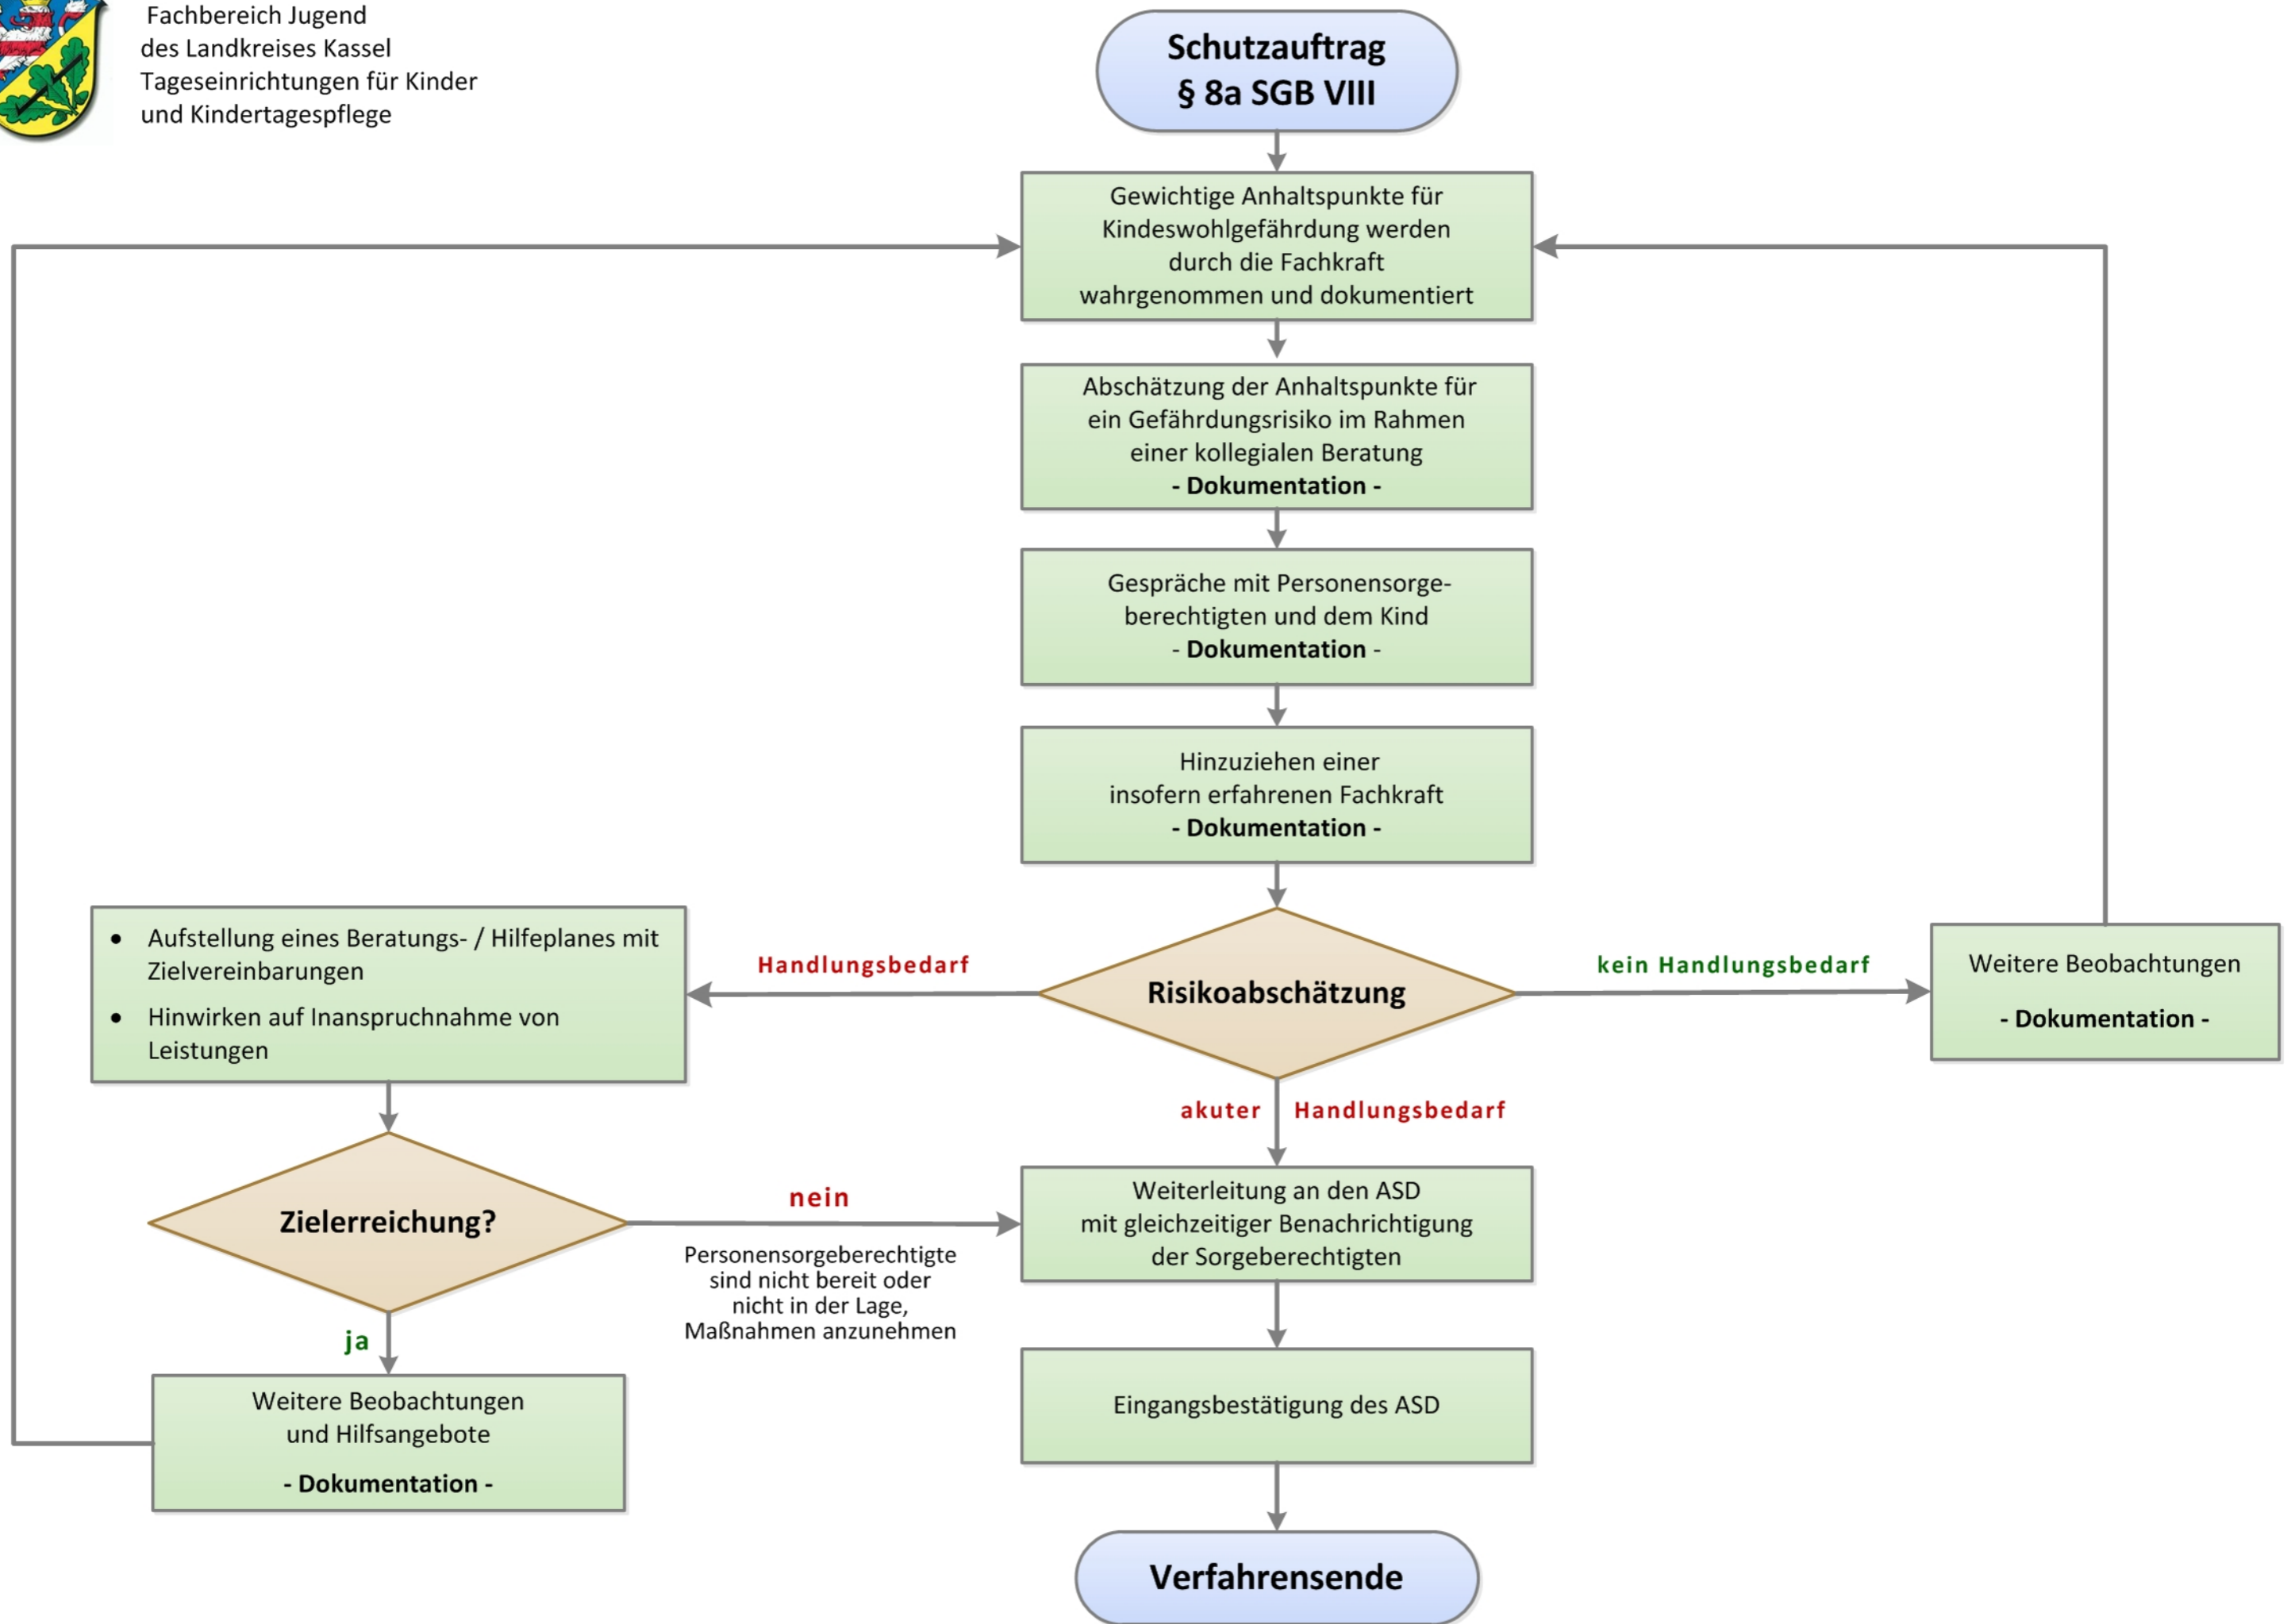 Fachbereich Jugend
des Landkreises Kassel
Tageseinrichtungen für Kinder
und Kindertagespflege
Schutzauftrag
§ 8a SGB VIII
Gewichtige Anhaltspunkte für
Kindeswohlgefährdung werden
durch die Fachkraft
wahrgenommen und dokumentiert
Abschätzung der Anhaltspunkte für
ein Gefährdungsrisiko im Rahmen
einer kollegialen Beratung
- Dokumentation -
Gespräche mit Personensorge-
berechtigten und dem Kind
- Dokumentation -
Hinzuziehen einer
insofern erfahrenen Fachkraft
- Dokumentation -
Risikoabschätzung
Handlungsbedarf
• Aufstellung eines Beratungs- / Hilfeplanes mit
Zielvereinbarungen
• Hinwirken auf Inanspruchnahme von
Leistungen
kein Handlungsbedarf
Weitere Beobachtungen
- Dokumentation -
akuter Handlungsbedarf
Zielerreichung?
nein
Personensorgeberechtigte
sind nicht bereit oder
nicht in der Lage,
Maßnahmen anzunehmen
Weiterleitung an den ASD
mit gleichzeitiger Benachrichtigung
der Sorgeberechtigten
ja
Weitere Beobachtungen
und Hilfsangebote
- Dokumentation -
Eingangsbestätigung des ASD
Verfahrensende